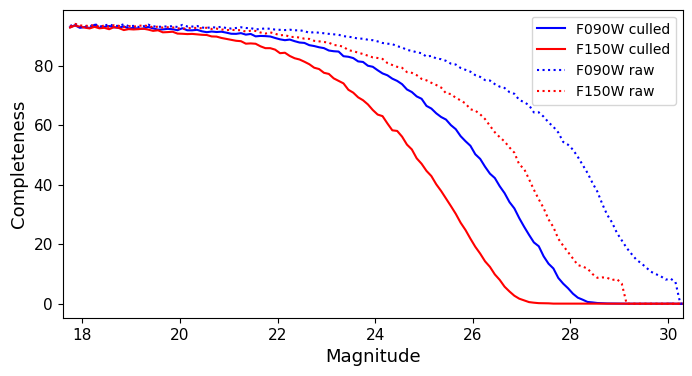 F090W culled
F150W culled
F090W raw
F150W raw
Completeness
80
60
40
20
0
18 20 22 24 26 28 30
Magnitude